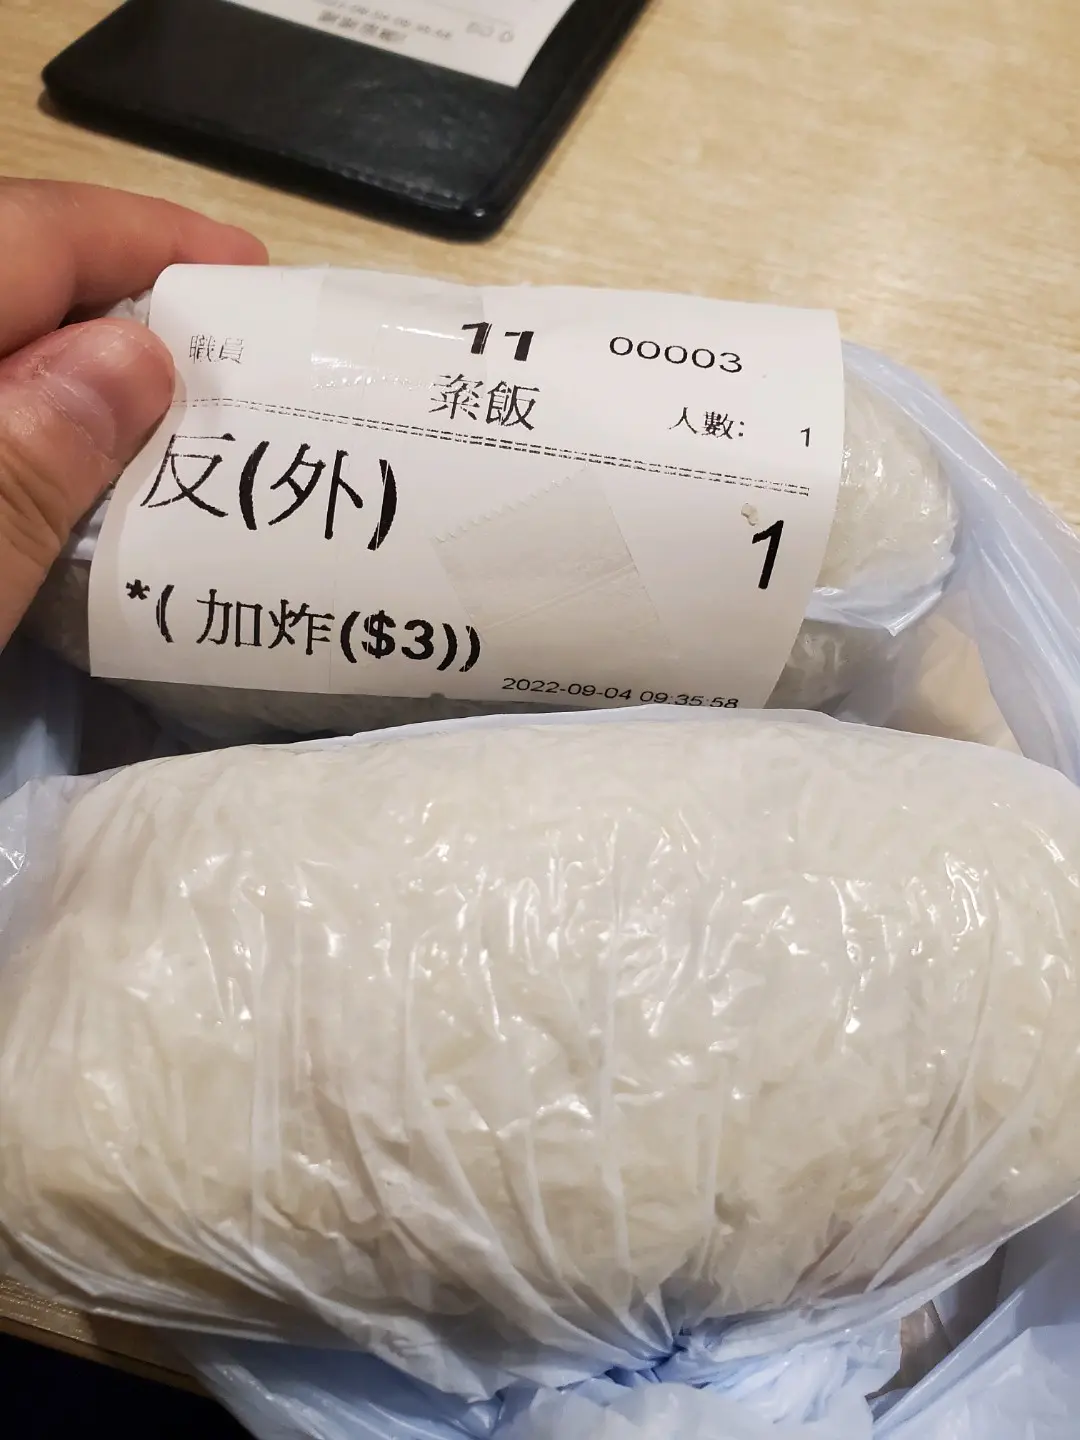 職員 11 00003
粢飯 人數: 1
反(外) 1
*( 加炸($3))
2022-09-04 09:35:58